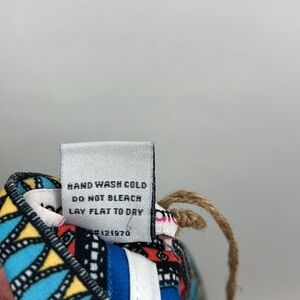 HAND WASH COLD
DO NOT BLEACH
LAY FLAT TO DRY